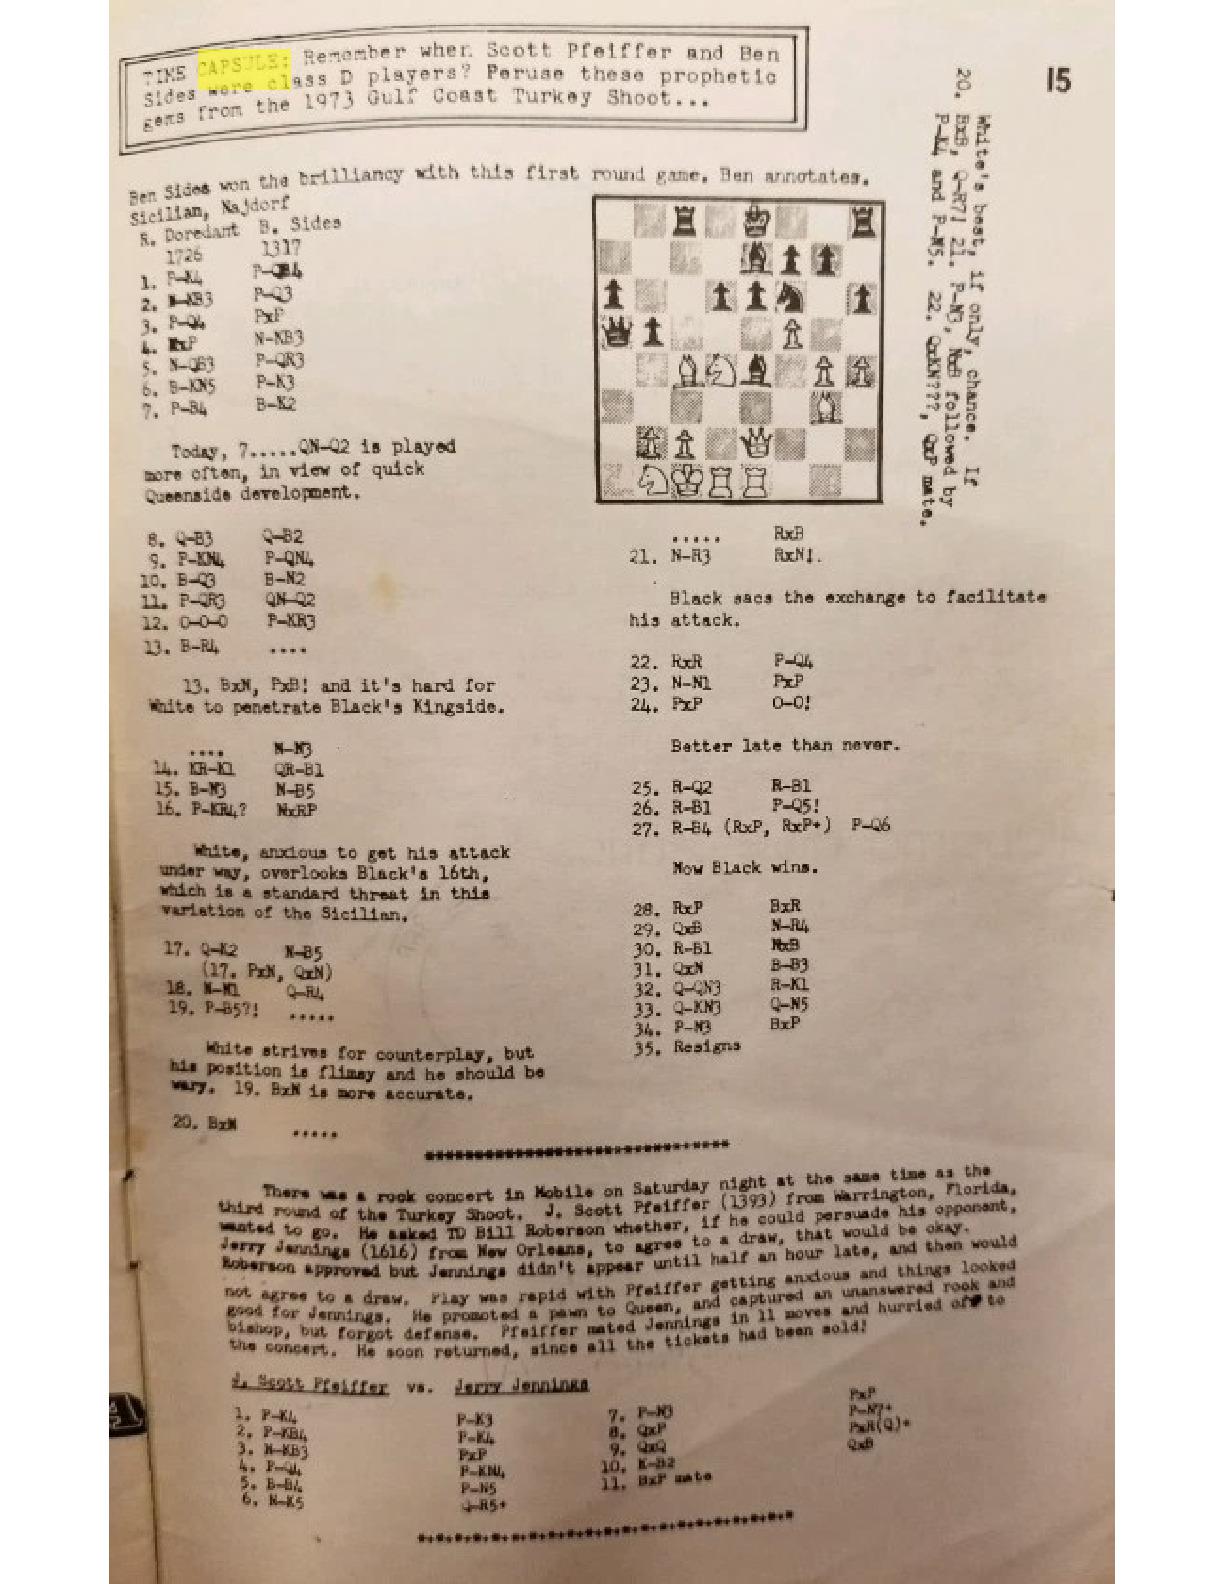 TIME CAPSULE: Remember when Scott Pfeiffer and Ben
Sides were class D players? Peruse these prophetic
gems from the 1973 Gulf Coast Turkey Shoot...
15
Ben Sides won the brilliancy with this first round game. Ben annotates.
Sicilian, Najdorf
R. Doredant B. Sides
1726 1317
1. P-K4 P-QB4
2. N-KB3 P-Q3
3. P-Q4 PxP
4. NxP N-KB3
5. N-QB3 P-QR3
6. B-KN5 P-K3
7. P-B4 B-K2
Today, 7.....QN-Q2 is played
more often, in view of quick
Queenside development.
8. Q-B3 Q-B2
9. P-KN4 P-QN4
10. B-Q3 B-N2
11. P-QR3 QN-Q2
12. O-O-O P-KR3
13. B-R4 ....
13. BxN, PxB! and it's hard for
White to penetrate Black's Kingside.
.... N-N3
14. KR-K1 QR-B1
15. B-N3 N-B5
16. P-KR4? NxRP
White, anxious to get his attack
under way, overlooks Black's 16th,
which is a standard threat in this
variation of the Sicilian.
17. Q-K2 N-B5
(17. PxN, QxN)
18. N-N1 Q-R4
19. P-B5?! .....
White strives for counterplay, but
his position is flimsy and he should be
wary. 19. BxN is more accurate.
20. BxN .....
White's best, if only, chance. If
20. BxB, Q-R7! 21. P-N3, NxB followed by
P-K4 and P-N5. 22. QxKN???, QxP mate.
..... RxB
21. N-R3 RxN!.
Black sacs the exchange to facilitate
his attack.
22. RxR P-Q4
23. N-N1 PxP
24. PxP O-O!
Better late than never.
25. R-Q2 R-B1
26. R-B1 P-Q5!
27. R-B4 (RxP, RxP+) P-Q6
Now Black wins.
28. RxP BxR
29. QxB N-R4
30. R-B1 NxB
31. QxN B-B3
32. Q-QN3 R-K1
33. Q-KN3 Q-N5
34. P-N3 BxP
35. Resigns
***********************************
There was a rock concert in Mobile on Saturday night at the same time as the
third round of the Turkey Shoot. J. Scott Pfeiffer (1393) from Warrington, Florida,
wanted to go. He asked TD Bill Roberson whether, if he could persuade his opponent,
Jerry Jennings (1616) from New Orleans, to agree to a draw, that would be okay.
Roberson approved but Jennings didn't appear until half an hour late, and then would
not agree to a draw. Play was rapid with Pfeiffer getting anxious and things looked
good for Jennings. He promoted a pawn to Queen, and captured an unanswered rook and
bishop, but forgot defense. Pfeiffer mated Jennings in 11 moves and hurried off to
the concert. He soon returned, since all the tickets had been sold!
J. Scott Pfeiffer vs. Jerry Jennings
1. P-K4 P-K3
2. P-KB4 P-K4
3. N-KB3 PxP
4. P-Q4 P-KN4
5. B-B4 P-N5
6. N-K5 Q-R5+
7. P-N3 PxP
8. QxP P-N7+
9. QxQ PxR(Q)+
10. K-B2 QxB
11. BxP mate
*******************************************